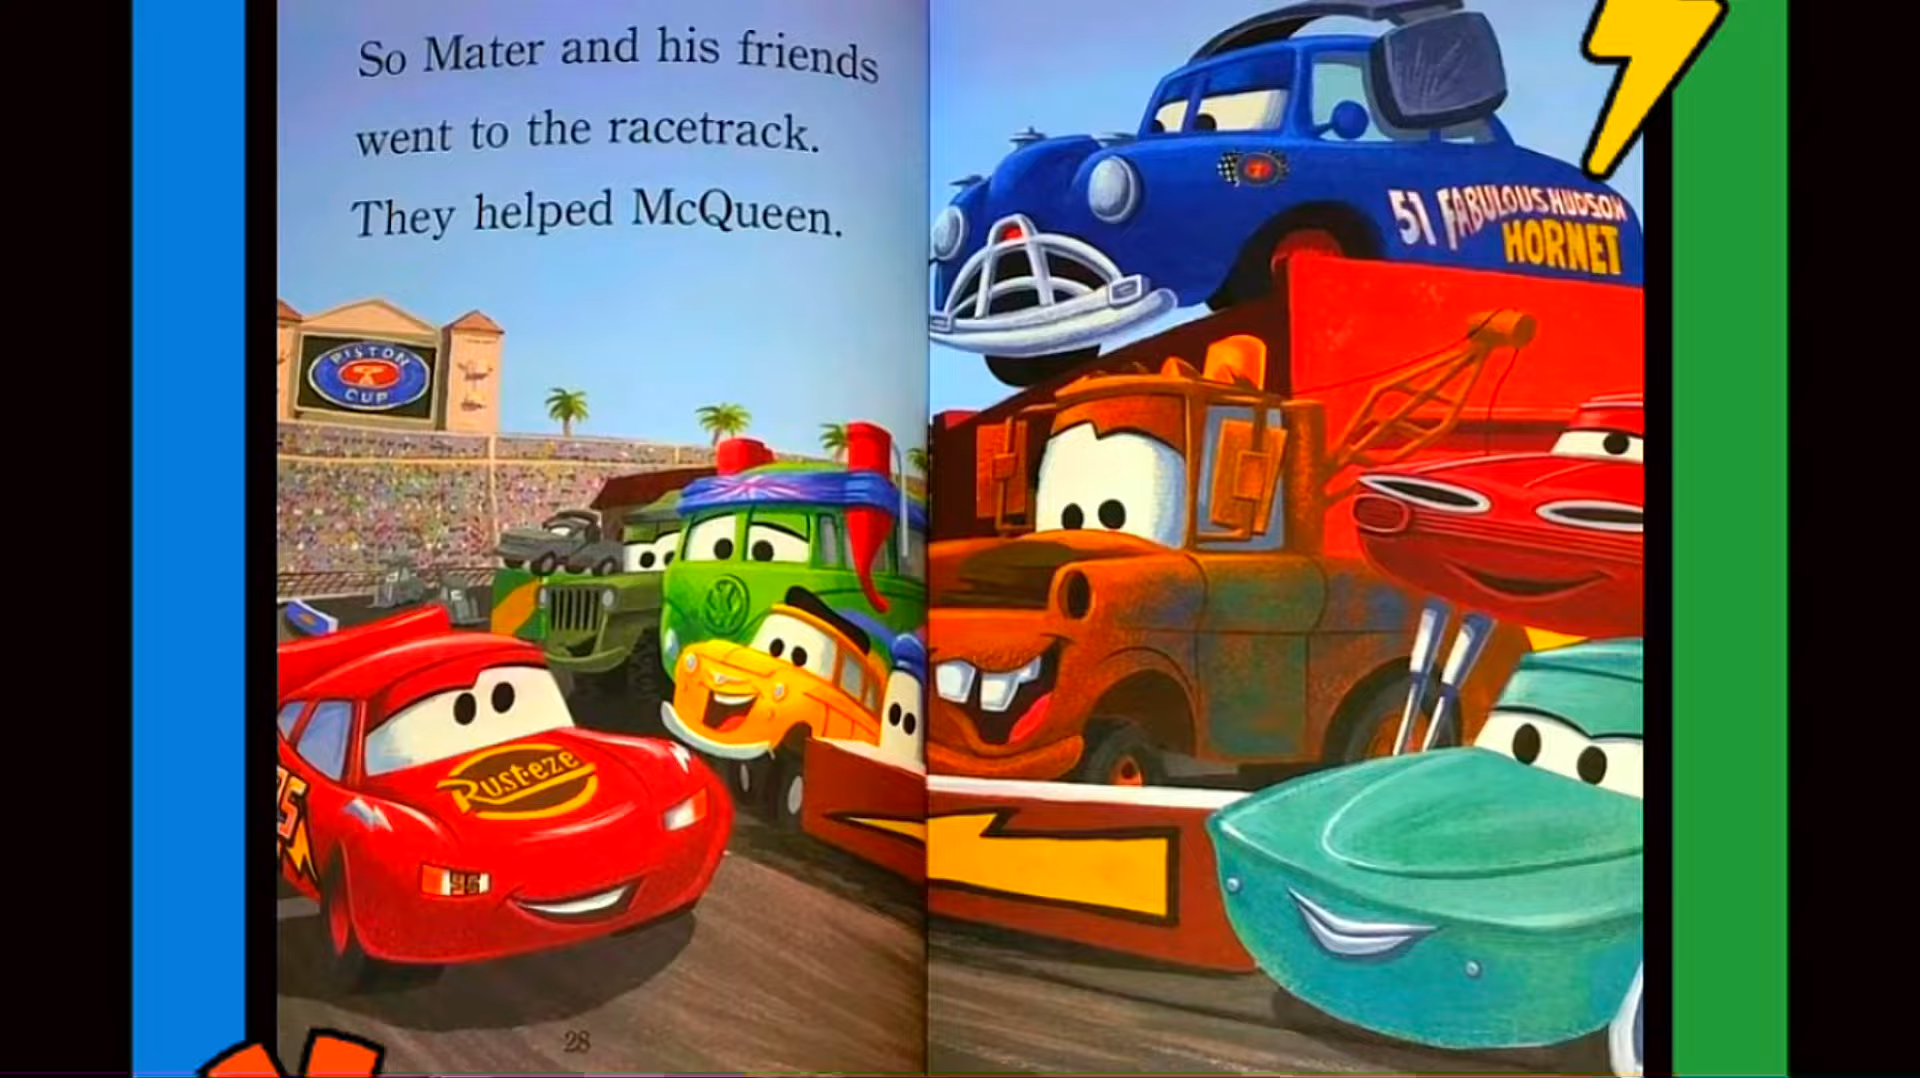 So Mater and his friends
went to the racetrack.
They helped McQueen.
PISTON
CUP
51 FABULOUS HUDSON
HORNET
Rust-eze
95
28